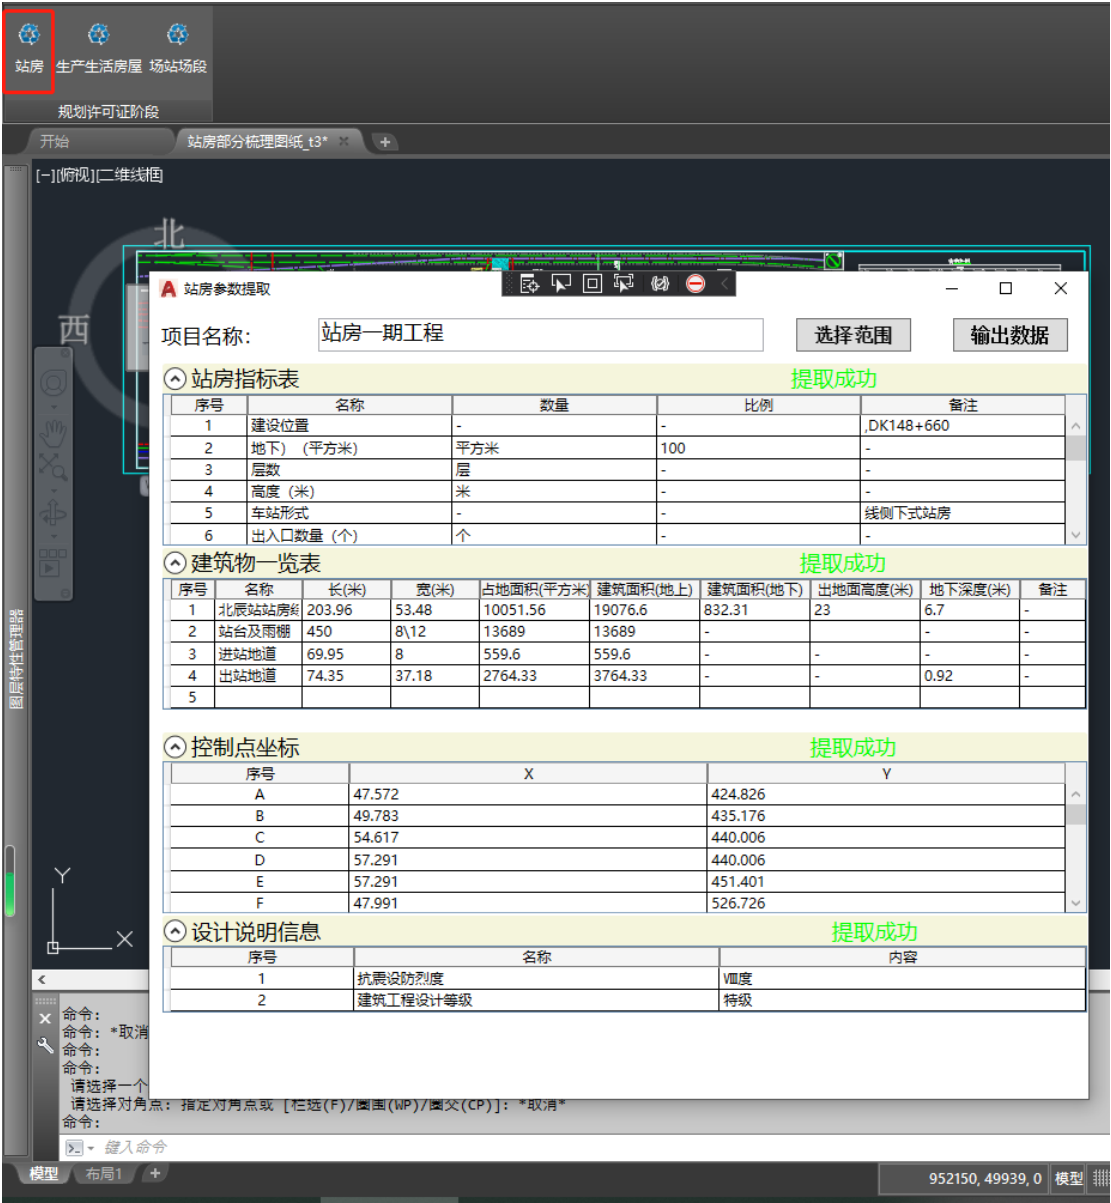 站房 生产生活房屋 场站场段
规划许可证阶段
开始 站房部分梳理图纸_t3* +
[−][俯视][二维线框]
北
西
站房参数提取
项目名称: 站房一期工程 选择范围 输出数据
站房指标表 提取成功
序号 名称 数量 比例 备注
1 建设位置 - - ,DK148+660
2 地下）（平方米） 平方米 100 -
3 层数 层 - -
4 高度（米） 米 - -
5 车站形式 - - 线侧下式站房
6 出入口数量（个） 个 - -
建筑物一览表 提取成功
序号 名称 长(米) 宽(米) 占地面积(平方米) 建筑面积(地上) 建筑面积(地下) 出地面高度(米) 地下深度(米) 备注
1 北辰站站房 203.96 53.48 10051.56 19076.6 832.31 23 6.7 -
2 站台及雨棚 450 8\12 13689 13689 - - -
3 进站地道 69.95 8 559.6 559.6 - - - -
4 出站地道 74.35 37.18 2764.33 3764.33 - - 0.92 -
5
控制点坐标 提取成功
序号 X Y
A 47.572 424.826
B 49.783 435.176
C 54.617 440.006
D 57.291 440.006
E 57.291 451.401
F 47.991 526.726
设计说明信息 提取成功
序号 名称 内容
1 抗震设防烈度 Ⅷ度
2 建筑工程设计等级 特级
图层特性管理器
Y
X
命令:
命令: *取消
命令:
命令:
请选择一个
请选择对角点: 指定对角点或 [栏选(F)/圈围(WP)/圈交(CP)]: *取消*
命令:
键入命令
模型 布局1 +
952150, 49939, 0 模型